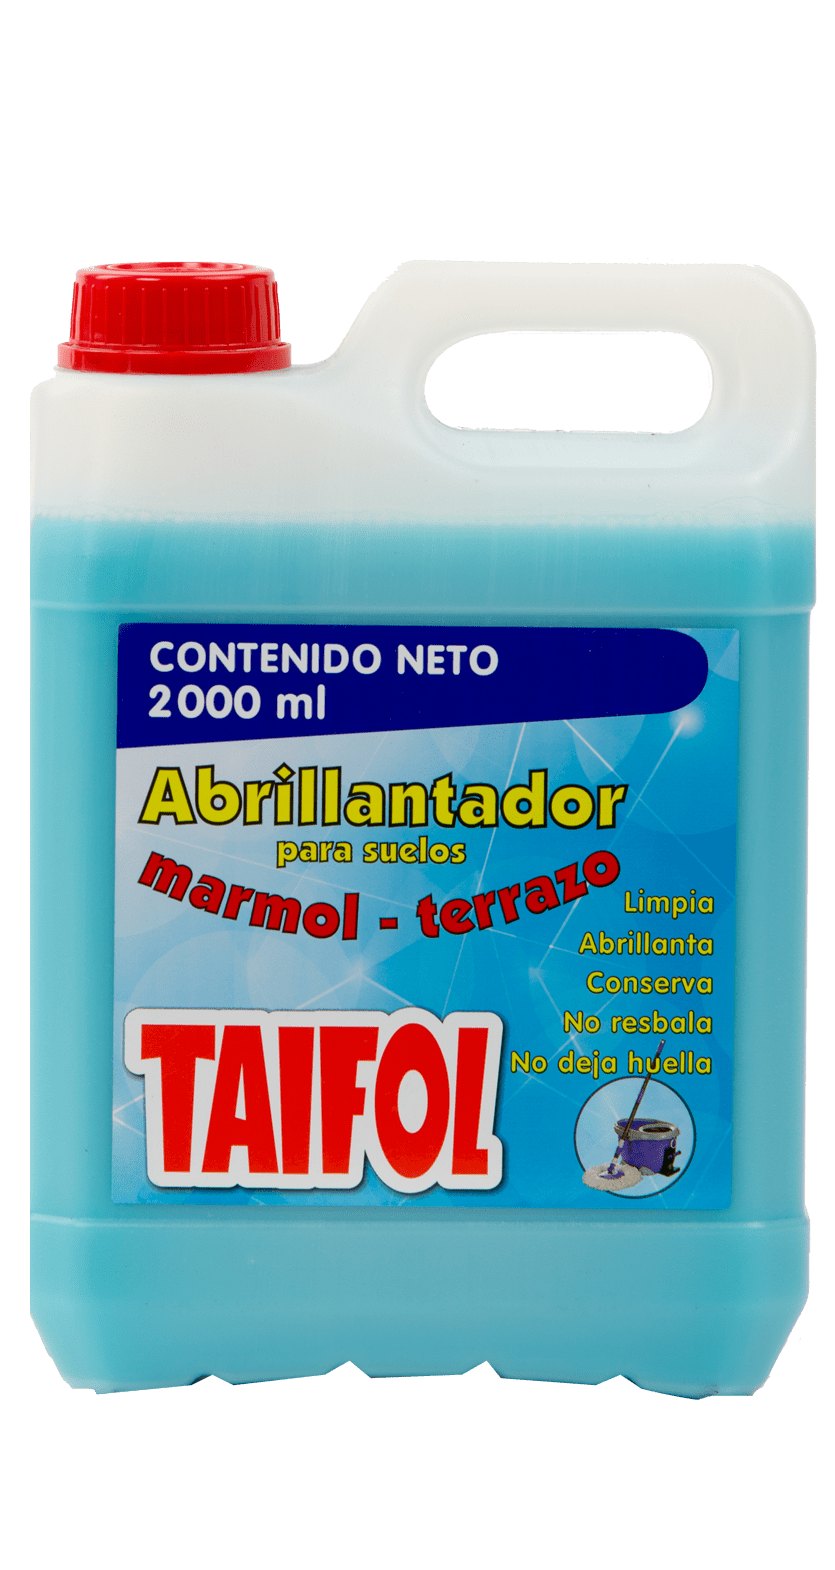 CONTENIDO NETO
2000 ml
Abrillantador
para suelos
marmol - terrazo
Limpia
Abrillanta
Conserva
No resbala
No deja huella
TAIFOL